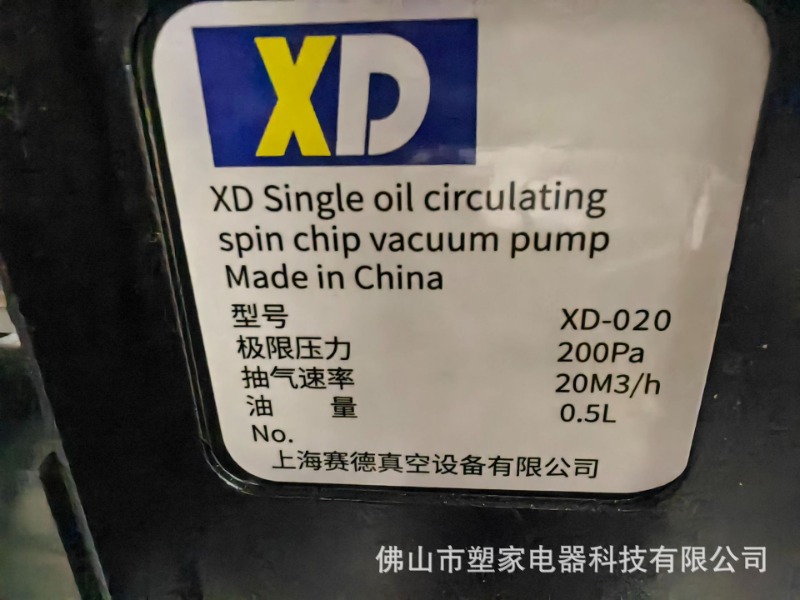 XD
XD Single oil circulating
spin chip vacuum pump
Made in China
型号 XD-020
极限压力 200Pa
抽气速率 20M3/h
油 量 0.5L
No.
上海赛德真空设备有限公司
佛山市塑家电器科技有限公司